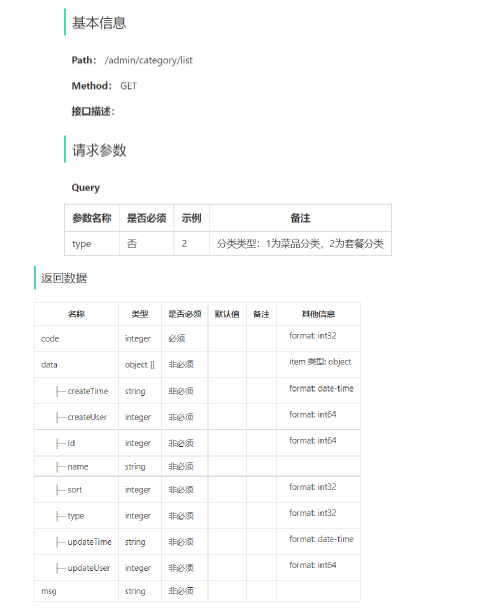 基本信息
Path： /admin/category/list
Method： GET
接口描述：
请求参数
Query
参数名称 是否必须 示例 备注
type 否 2 分类类型：1为菜品分类，2为套餐分类
返回数据
名称 类型 是否必须 默认值 备注 其他信息
code integer 必须 format: int32
data object [] 非必须 item 类型: object
├─ createTime string 非必须 format: date-time
├─ createUser integer 非必须 format: int64
├─ id integer 非必须 format: int64
├─ name string 非必须
├─ sort integer 非必须 format: int32
├─ type integer 非必须 format: int32
├─ updateTime string 非必须 format: date-time
├─ updateUser integer 非必须 format: int64
msg string 非必须